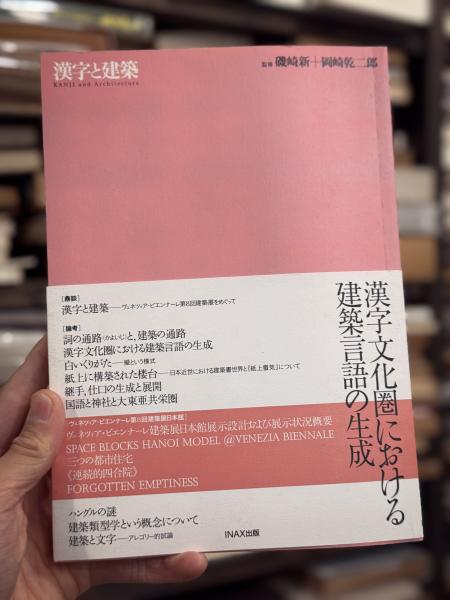 漢字と建築
KANJI and Architecture
監修 磯崎新+岡﨑乾二郎
漢字文化圏における
建築言語の生成
[鼎談]
漢字と建築——ヴェネツィア・ビエンナーレ第8回建築展をめぐって
[論考]
詞の通路(かよいじ)と、建築の通路
漢字文化圏における建築言語の生成
白いくりがた——楼という様式
紙上に構築された楼台——日本近世における建築書世界と「紙上蜃気」について
継手,仕口の生成と展開
国語と神社と大東亜共栄圏
[ヴェネツィア・ビエンナーレ第8回建築展日本館]
ヴェネツィア・ビエンナーレ建築展日本館展示設計および展示状況概要
SPACE BLOCKS HANOI MODEL @VENEZIA BIENNALE
三つの都市住宅
《連続的四合院》
FORGOTTEN EMPTINESS
ハングルの謎
建築類型学という概念について
建築と文字——アレゴリー的試論
INAX出版